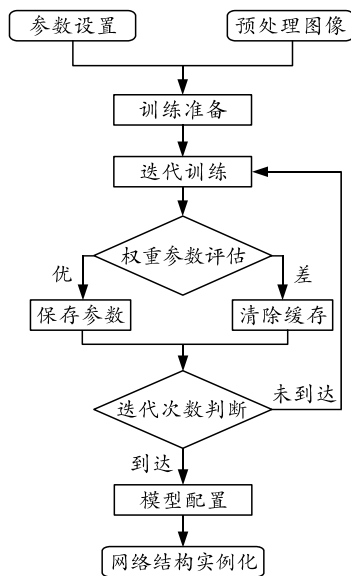 参数设置
预处理图像
训练准备
迭代训练
权重参数评估
优
差
保存参数
清除缓存
迭代次数判断
未到达
到达
模型配置
网络结构实例化